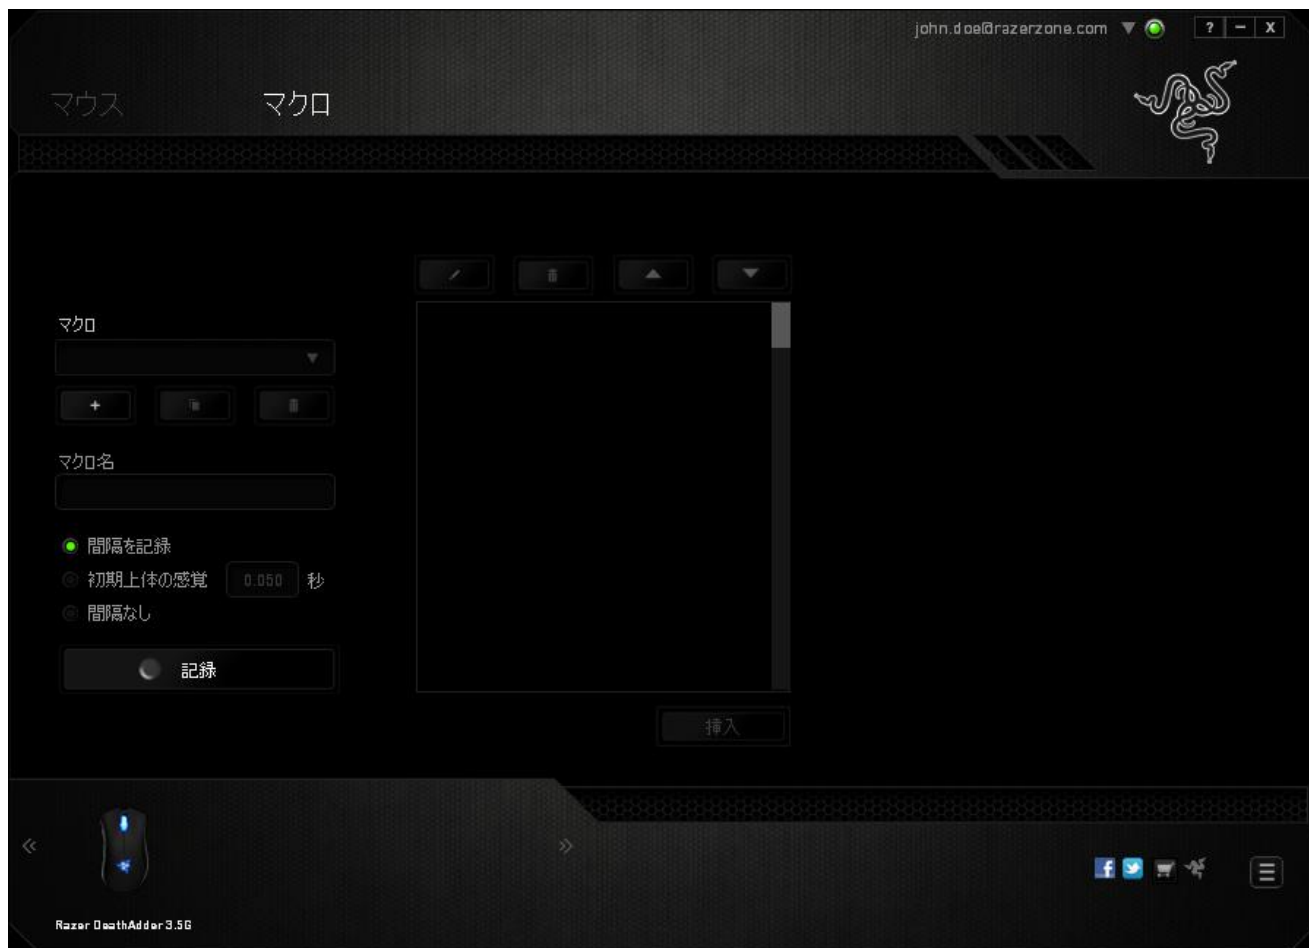 john.doe@razerzone.com
? – X
マウス マクロ
マクロ
マクロ名
間隔を記録
初期上体の感覚 0.050 秒
間隔なし
記録
挿入
Razer DeathAdder 3.5G